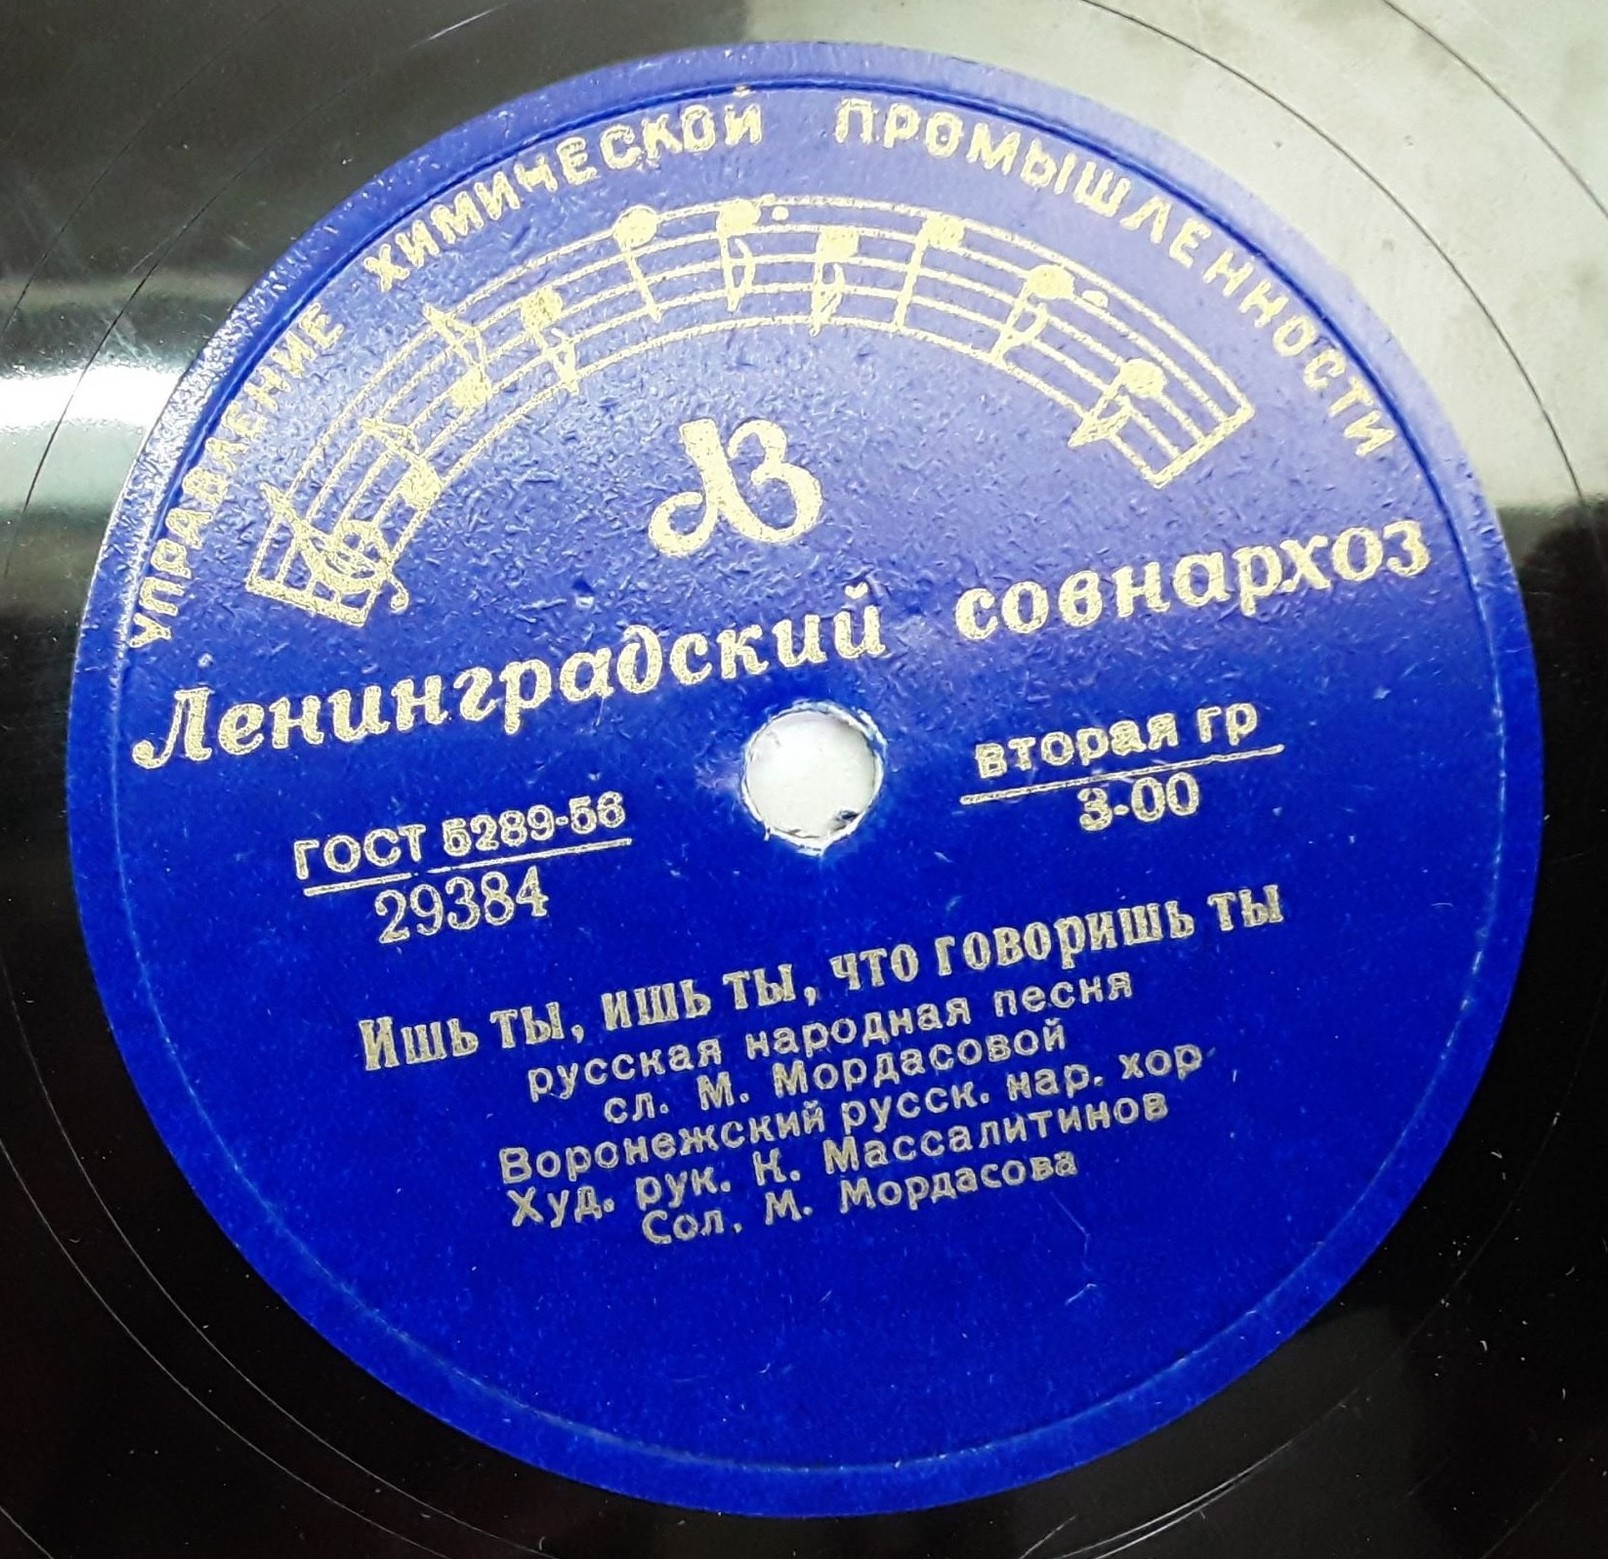 УПРАВЛЕНИЕ ХИМИЧЕСКОЙ ПРОМЫШЛЕННОСТИ
ЛЗ
Ленинградский совнархоз
ГОСТ 5289-56
29384
вторая гр
3-00
Ишь ты, ишь ты, что говоришь ты
русская народная песня
сл. М. Мордасовой
Воронежский русск. нар. хор
Худ. рук. К. Массалитинов
Сол. М. Мордасова